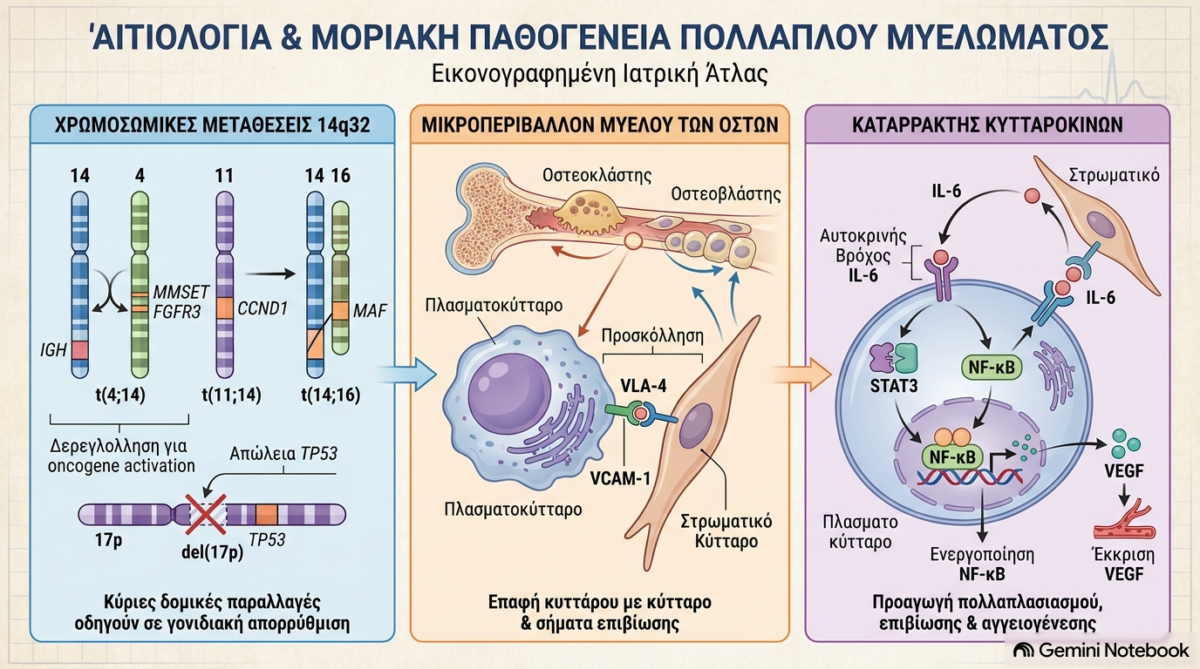 ʼΑΙΤΙΟΛΟΓΙΑ & ΜΟΡΙΑΚΗ ΠΑΘΟΓΕΝΕΙΑ ΠΟΛΛΑΠΛΟΥ ΜΥΕΛΩΜΑΤΟΣ
Εικονογραφημένη Ιατρική Άτλας
ΧΡΩΜΟΣΩΜΙΚΕΣ ΜΕΤΑΘΕΣΕΙΣ 14q32
14
4
11
14 16
MMSET
FGFR3
CCND1
MAF
IGH
t(4;14)
t(11;14)
t(14;16)
Δερεγλολληση για
oncogene activation
Απώλεια TP53
17p
del(17p)
TP53
Κύριες δομικές παραλλαγές
οδηγούν σε γονιδιακή απορρύθμιση
ΜΙΚΡΟΠΕΡΙΒΑΛΛΟΝ ΜΥΕΛΟΥ ΤΩΝ ΟΣΤΩΝ
Οστεοκλάστης
Οστεοβλάστης
Πλασματοκύτταρο
Προσκόλληση
VLA-4
VCAM-1
Πλασματοκύτταρο
Στρωματικό
Κύτταρο
Επαφή κυττάρου με κύτταρο
& σήματα επιβίωσης
ΚΑΤΑΡΡΑΚΤΗΣ ΚΥΤΤΑΡΟΚΙΝΩΝ
Στρωματικό
IL-6
Αυτοκρινής
Βρόχος
IL-6
IL-6
STAT3
NF-κB
NF-κB
VEGF
Πλασματο
κύτταρο
Ενεργοποίηση
NF-κB
Έκκριση
VEGF
Προαγωγή πολλαπλασιασμού,
επιβίωσης & αγγειογένεσης
Gemini Notebook